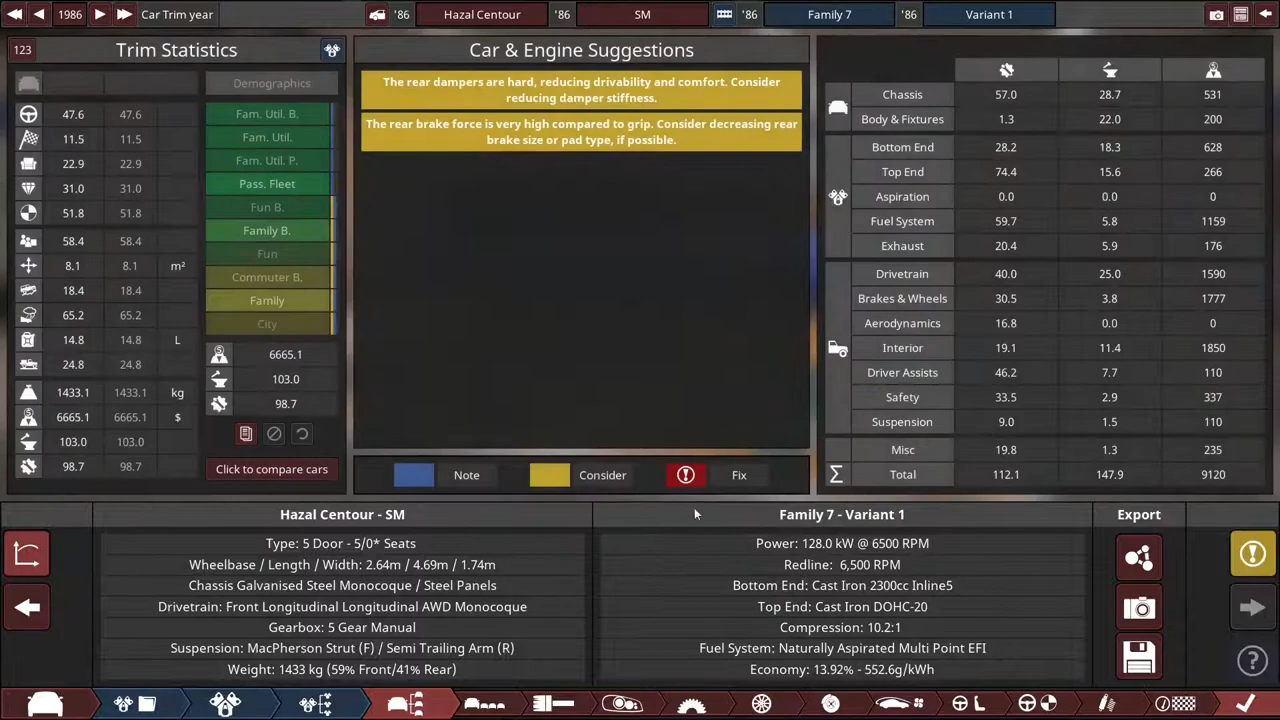 1986
Car Trim year
'86
Hazal Centour
'86
SM
'86
Family 7
'86
Variant 1
123
Trim Statistics
Demographics
47.6 47.6
11.5 11.5
22.9 22.9
31.0 31.0
51.8 51.8
58.4 58.4
8.1 8.1 m²
18.4 18.4
65.2 65.2
14.8 14.8 L
24.8 24.8
1433.1 1433.1 kg
6665.1 6665.1 $
103.0 103.0
98.7 98.7
Fam. Util. B.
Fam. Util.
Fam. Util. P.
Pass. Fleet
Fun B.
Family B.
Fun
Commuter B.
Family
City
6665.1
103.0
98.7
Click to compare cars
Car & Engine Suggestions
The rear dampers are hard, reducing drivability and comfort. Consider
reducing damper stiffness.
The rear brake force is very high compared to grip. Consider decreasing rear
brake size or pad type, if possible.
Note
Consider
Fix
Chassis 57.0 28.7 531
Body & Fixtures 1.3 22.0 200
Bottom End 28.2 18.3 628
Top End 74.4 15.6 266
Aspiration 0.0 0.0 0
Fuel System 59.7 5.8 1159
Exhaust 20.4 5.9 176
Drivetrain 40.0 25.0 1590
Brakes & Wheels 30.5 3.8 1777
Aerodynamics 16.8 0.0 0
Interior 19.1 11.4 1850
Driver Assists 46.2 7.7 110
Safety 33.5 2.9 337
Suspension 9.0 1.5 110
Misc 19.8 1.3 235
Σ Total 112.1 147.9 9120
Hazal Centour - SM
Type: 5 Door - 5/0* Seats
Wheelbase / Length / Width: 2.64m / 4.69m / 1.74m
Chassis Galvanised Steel Monocoque / Steel Panels
Drivetrain: Front Longitudinal Longitudinal AWD Monocoque
Gearbox: 5 Gear Manual
Suspension: MacPherson Strut (F) / Semi Trailing Arm (R)
Weight: 1433 kg (59% Front/41% Rear)
Family 7 - Variant 1
Power: 128.0 kW @ 6500 RPM
Redline: 6,500 RPM
Bottom End: Cast Iron 2300cc Inline5
Top End: Cast Iron DOHC-20
Compression: 10.2:1
Fuel System: Naturally Aspirated Multi Point EFI
Economy: 13.92% - 552.6g/kWh
Export